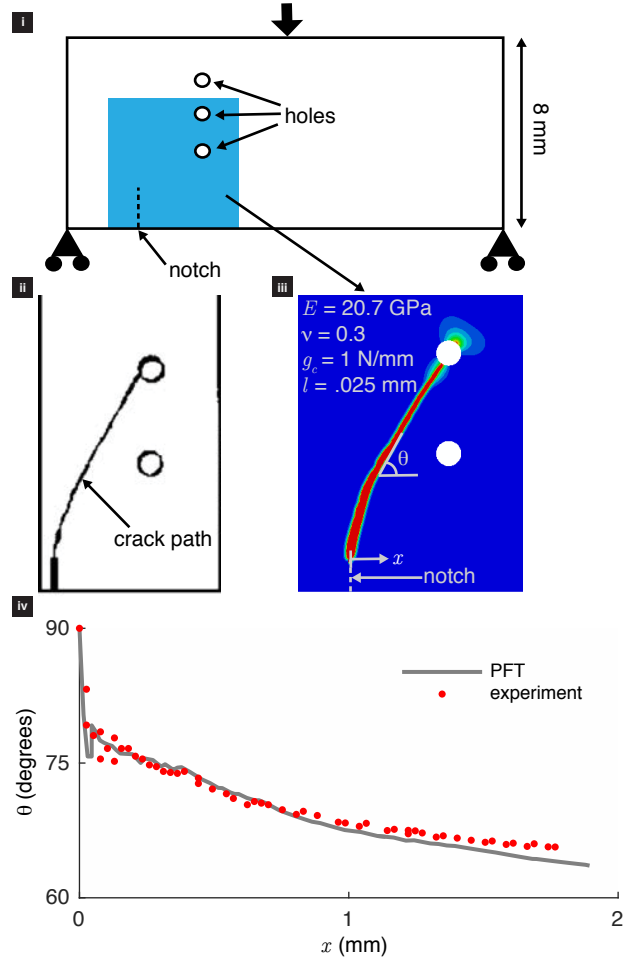 i
holes
8 mm
notch
ii
crack path
iii
E = 20.7 GPa
ν = 0.3
g_c = 1 N/mm
l = .025 mm
θ
x
notch
iv
90
75
60
θ (degrees)
PFT
experiment
0
1
2
x (mm)